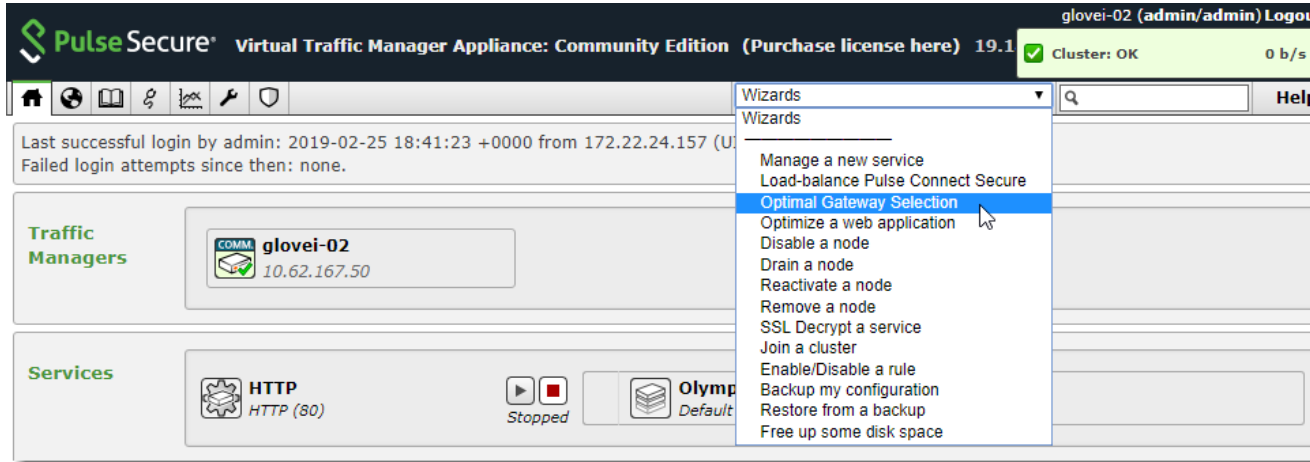 glovei-02 (admin/admin) Logou
Pulse Secure® Virtual Traffic Manager Appliance: Community Edition (Purchase license here) 19.1
Cluster: OK 0 b/s
Wizards Help
Wizards
Last successful login by admin: 2019-02-25 18:41:23 +0000 from 172.22.24.157 (U
Failed login attempts since then: none.
Manage a new service
Load-balance Pulse Connect Secure
Optimal Gateway Selection
Optimize a web application
Disable a node
Drain a node
Reactivate a node
Remove a node
SSL Decrypt a service
Join a cluster
Enable/Disable a rule
Backup my configuration
Restore from a backup
Free up some disk space
Traffic
Managers
COMM.
glovei-02
10.62.167.50
Services
HTTP
HTTP (80)
Stopped
Olymp
Default